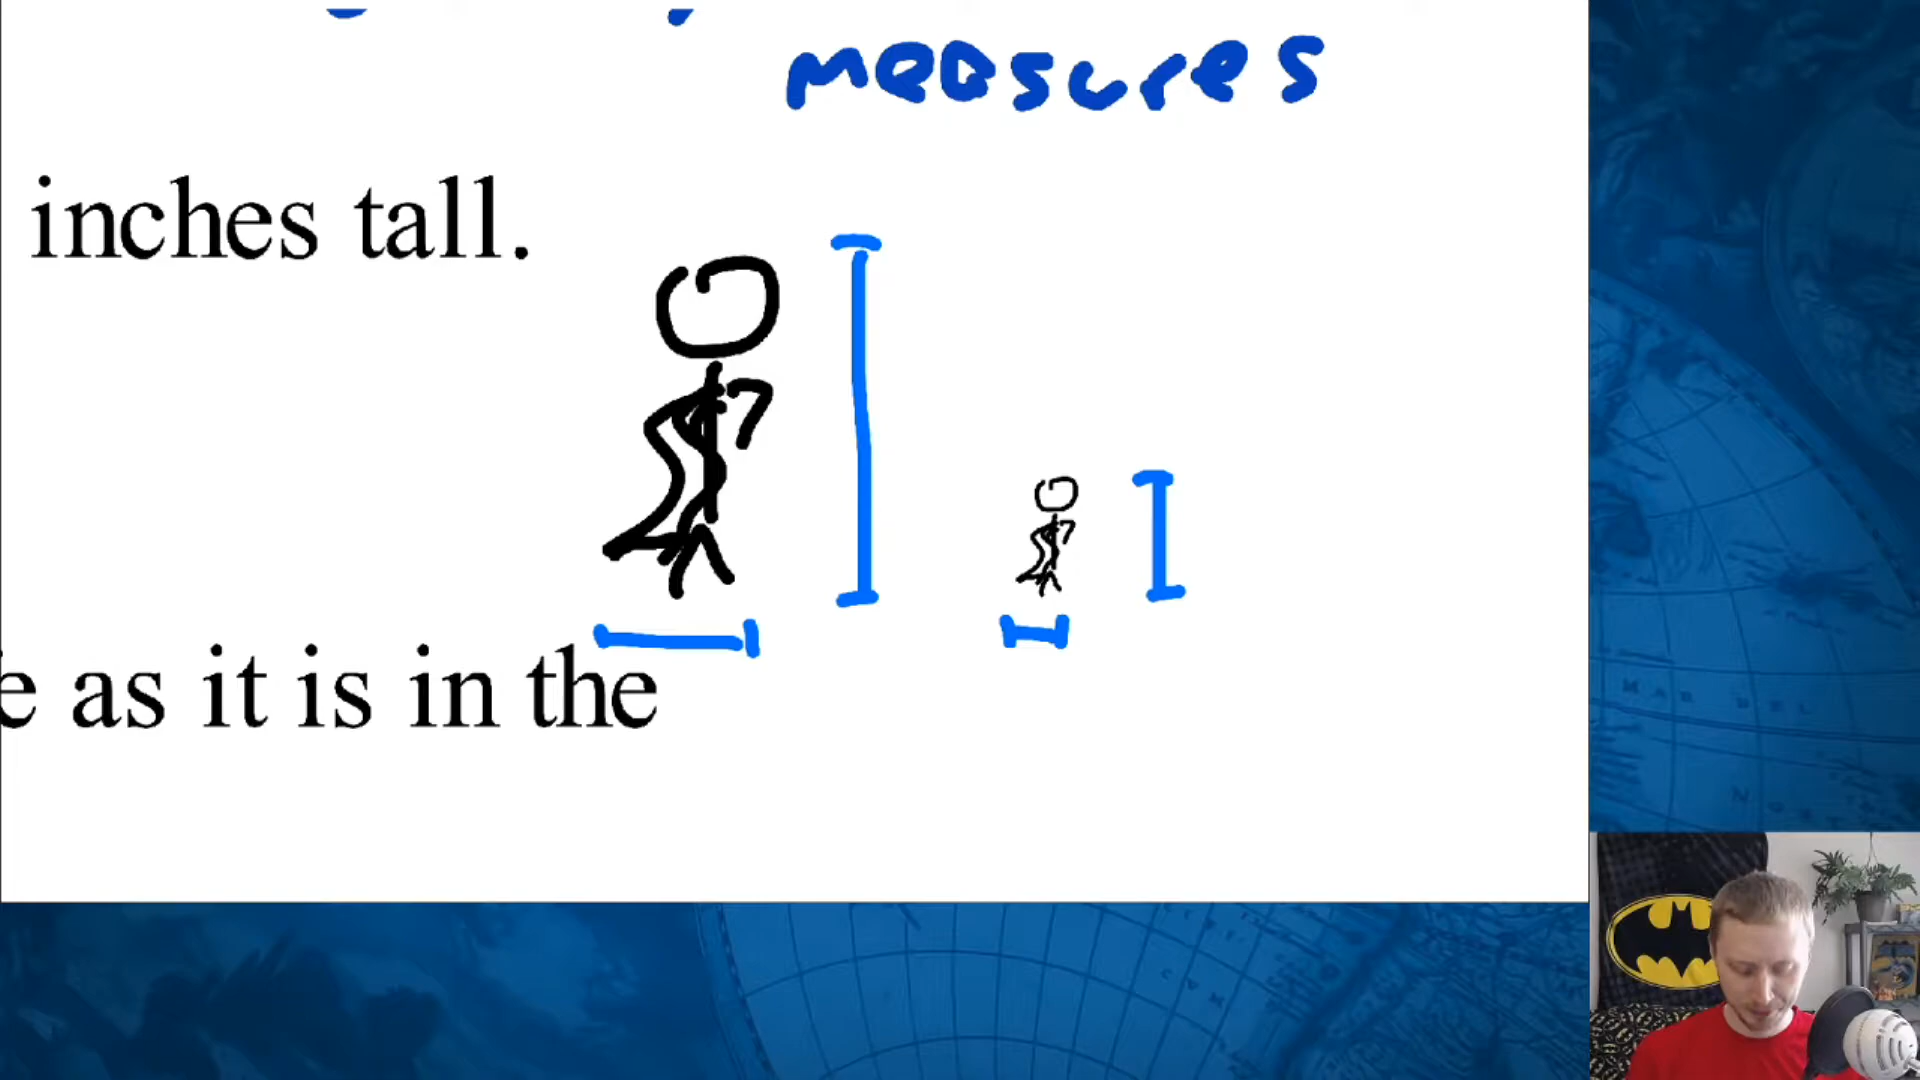 measures
inches tall.
e as it is in the